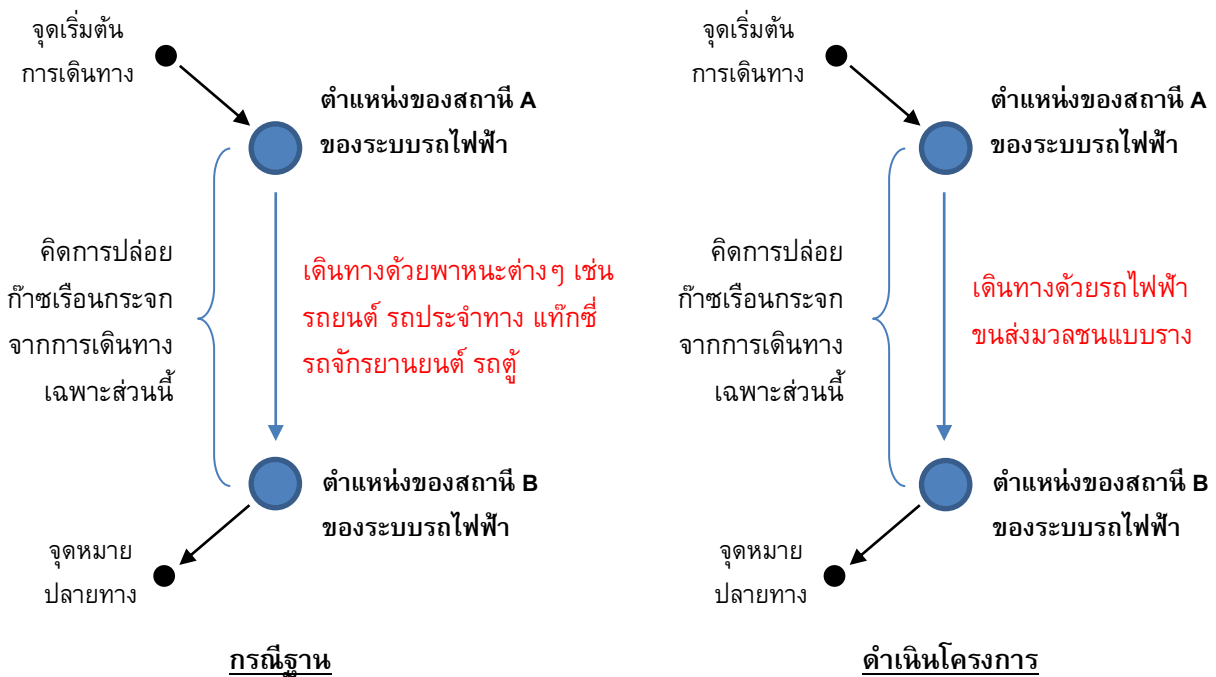 จุดเริ่มต้น
การเดินทาง
ตำแหน่งของสถานี A
ของระบบรถไฟฟ้า
คิดการปล่อย
ก๊าซเรือนกระจก
จากการเดินทาง
เฉพาะส่วนนี้
เดินทางด้วยพาหนะต่างๆ เช่น
รถยนต์ รถประจำทาง แท๊กซี่
รถจักรยานยนต์ รถตู้
ตำแหน่งของสถานี B
ของระบบรถไฟฟ้า
จุดหมาย
ปลายทาง
กรณีฐาน
จุดเริ่มต้น
การเดินทาง
ตำแหน่งของสถานี A
ของระบบรถไฟฟ้า
คิดการปล่อย
ก๊าซเรือนกระจก
จากการเดินทาง
เฉพาะส่วนนี้
เดินทางด้วยรถไฟฟ้า
ขนส่งมวลชนแบบราง
ตำแหน่งของสถานี B
ของระบบรถไฟฟ้า
จุดหมาย
ปลายทาง
ดำเนินโครงการ